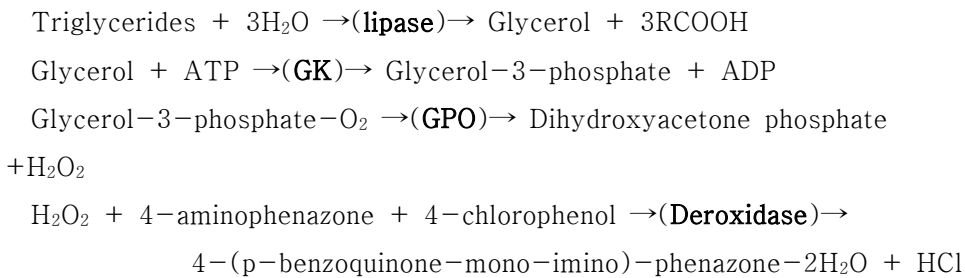 Triglycerides + 3H₂O →(lipase)→ Glycerol + 3RCOOH
Glycerol + ATP →(GK)→ Glycerol-3-phosphate + ADP
Glycerol-3-phosphate-O₂ →(GPO)→ Dihydroxyacetone phosphate
+H₂O₂
H₂O₂ + 4-aminophenazone + 4-chlorophenol →(Deroxidase)→
4-(p-benzoquinone-mono-imino)-phenazone-2H₂O + HCl